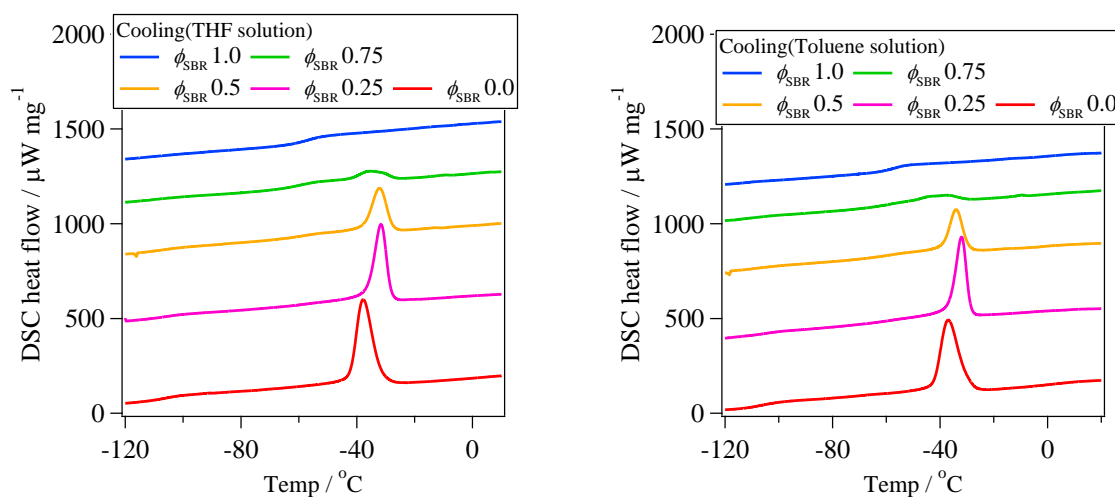 Cooling(THF solution)
ϕSBR 1.0 ϕSBR 0.75
ϕSBR 0.5 ϕSBR 0.25 ϕSBR 0.0
2000
1500
1000
500
0
DSC heat flow / μW mg⁻¹
-120 -80 -40 0
Temp / °C
Cooling(Toluene solution)
ϕSBR 1.0 ϕSBR 0.75
ϕSBR 0.5 ϕSBR 0.25 ϕSBR 0.0
2000
1500
1000
500
0
DSC heat flow / μW mg⁻¹
-120 -80 -40 0
Temp / °C